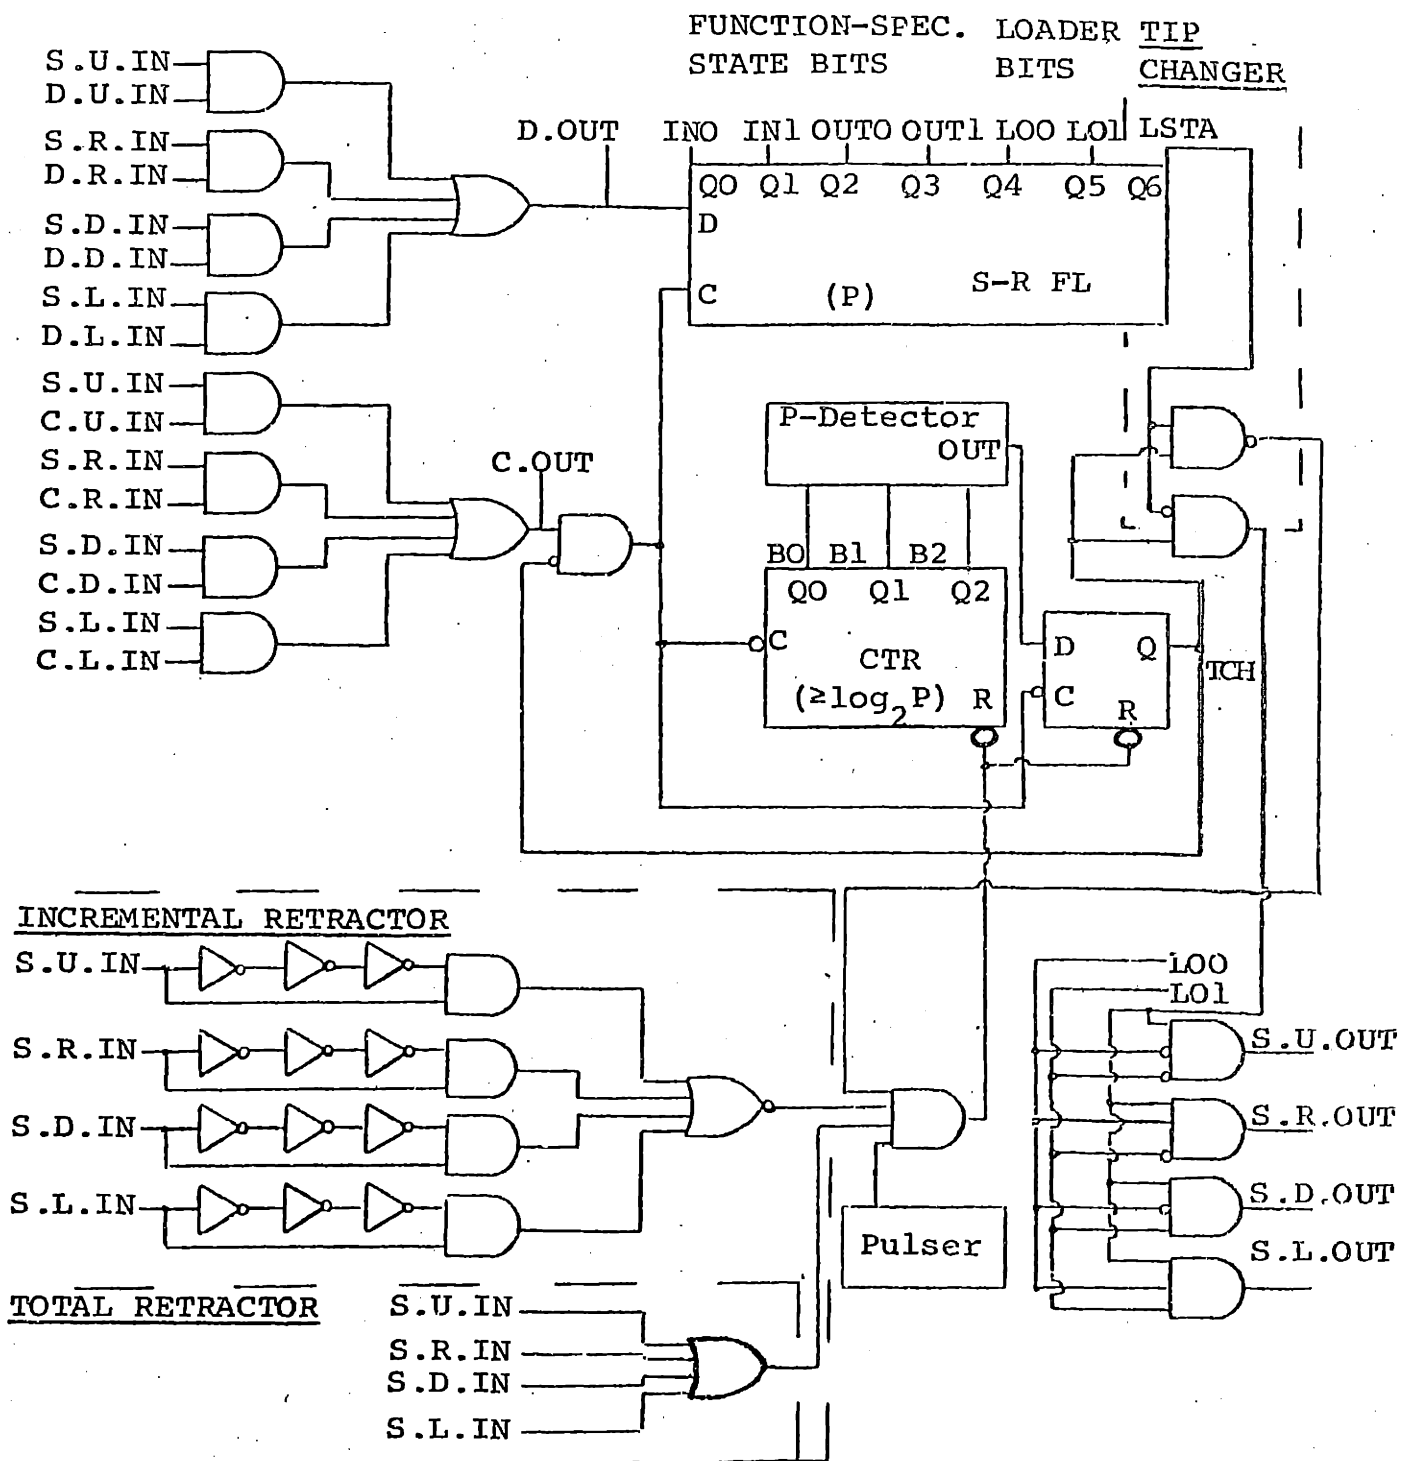 FUNCTION-SPEC. LOADER TIP
STATE BITS BITS CHANGER
S.U.IN
D.U.IN
S.R.IN
D.R.IN
S.D.IN
D.D.IN
S.L.IN
D.L.IN
D.OUT
IN0 IN1 OUT0 OUT1 LO0 LO1 LSTA
Q0 Q1 Q2 Q3 Q4 Q5 Q6
D
C (P) S-R FL
S.U.IN
C.U.IN
S.R.IN
C.R.IN
S.D.IN
C.D.IN
S.L.IN
C.L.IN
C.OUT
P-Detector
OUT
B0 B1 B2
Q0 Q1 Q2
C
CTR
(≥log2P) R
D Q
C
R
TCH
INCREMENTAL RETRACTOR
S.U.IN
S.R.IN
S.D.IN
S.L.IN
Pulser
LO0
LO1
S.U.OUT
S.R.OUT
S.D.OUT
S.L.OUT
TOTAL RETRACTOR
S.U.IN
S.R.IN
S.D.IN
S.L.IN